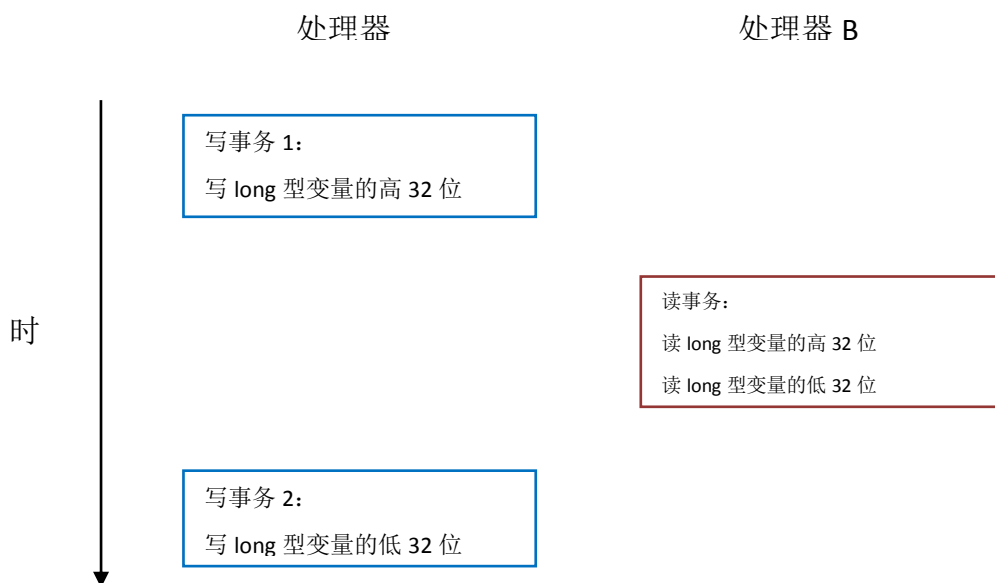 处理器
处理器 B
写事务 1：
写 long 型变量的高 32 位
读事务：
读 long 型变量的高 32 位
读 long 型变量的低 32 位
时
写事务 2：
写 long 型变量的低 32 位